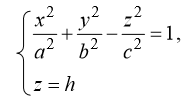 x²/a² + y²/b² − z²/c² = 1,
z = h